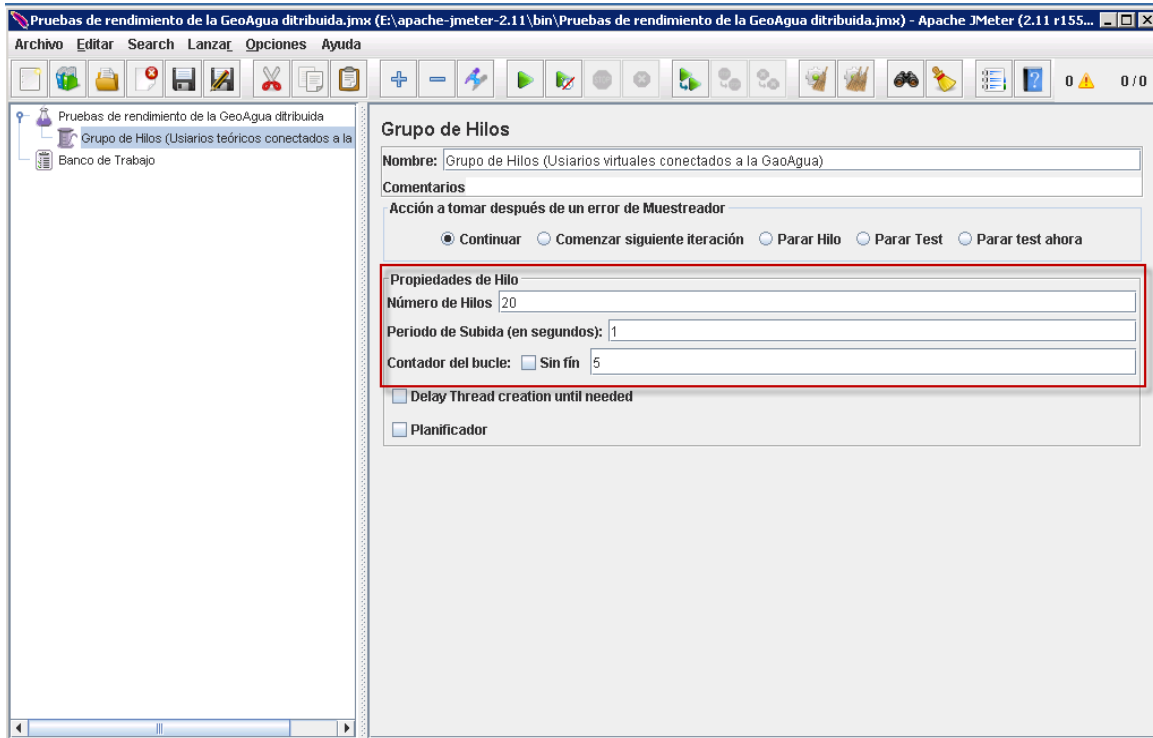 Pruebas de rendimiento de la GeoAgua ditribuida.jmx (E:\apache-jmeter-2.11\bin\Pruebas de rendimiento de la GeoAgua ditribuida.jmx) - Apache JMeter (2.11 r155...
Archivo Editar Search Lanzar Opciones Ayuda
0 0 / 0
Pruebas de rendimiento de la GeoAgua ditribuida
Grupo de Hilos (Usiarios teóricos conectados a la
Banco de Trabajo
Grupo de Hilos
Nombre: Grupo de Hilos (Usiarios virtuales conectados a la GaoAgua)
Comentarios
Acción a tomar después de un error de Muestreador
Continuar Comenzar siguiente iteración Parar Hilo Parar Test Parar test ahora
Propiedades de Hilo
Número de Hilos 20
Periodo de Subida (en segundos): 1
Contador del bucle: Sin fín 5
Delay Thread creation until needed
Planificador